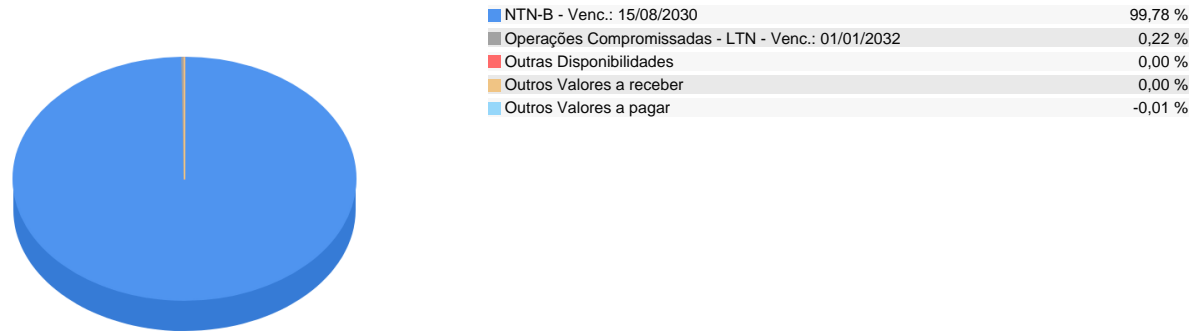 NTN-B - Venc.: 15/08/2030 99,78 %
Operações Compromissadas - LTN - Venc.: 01/01/2032 0,22 %
Outras Disponibilidades 0,00 %
Outros Valores a receber 0,00 %
Outros Valores a pagar -0,01 %